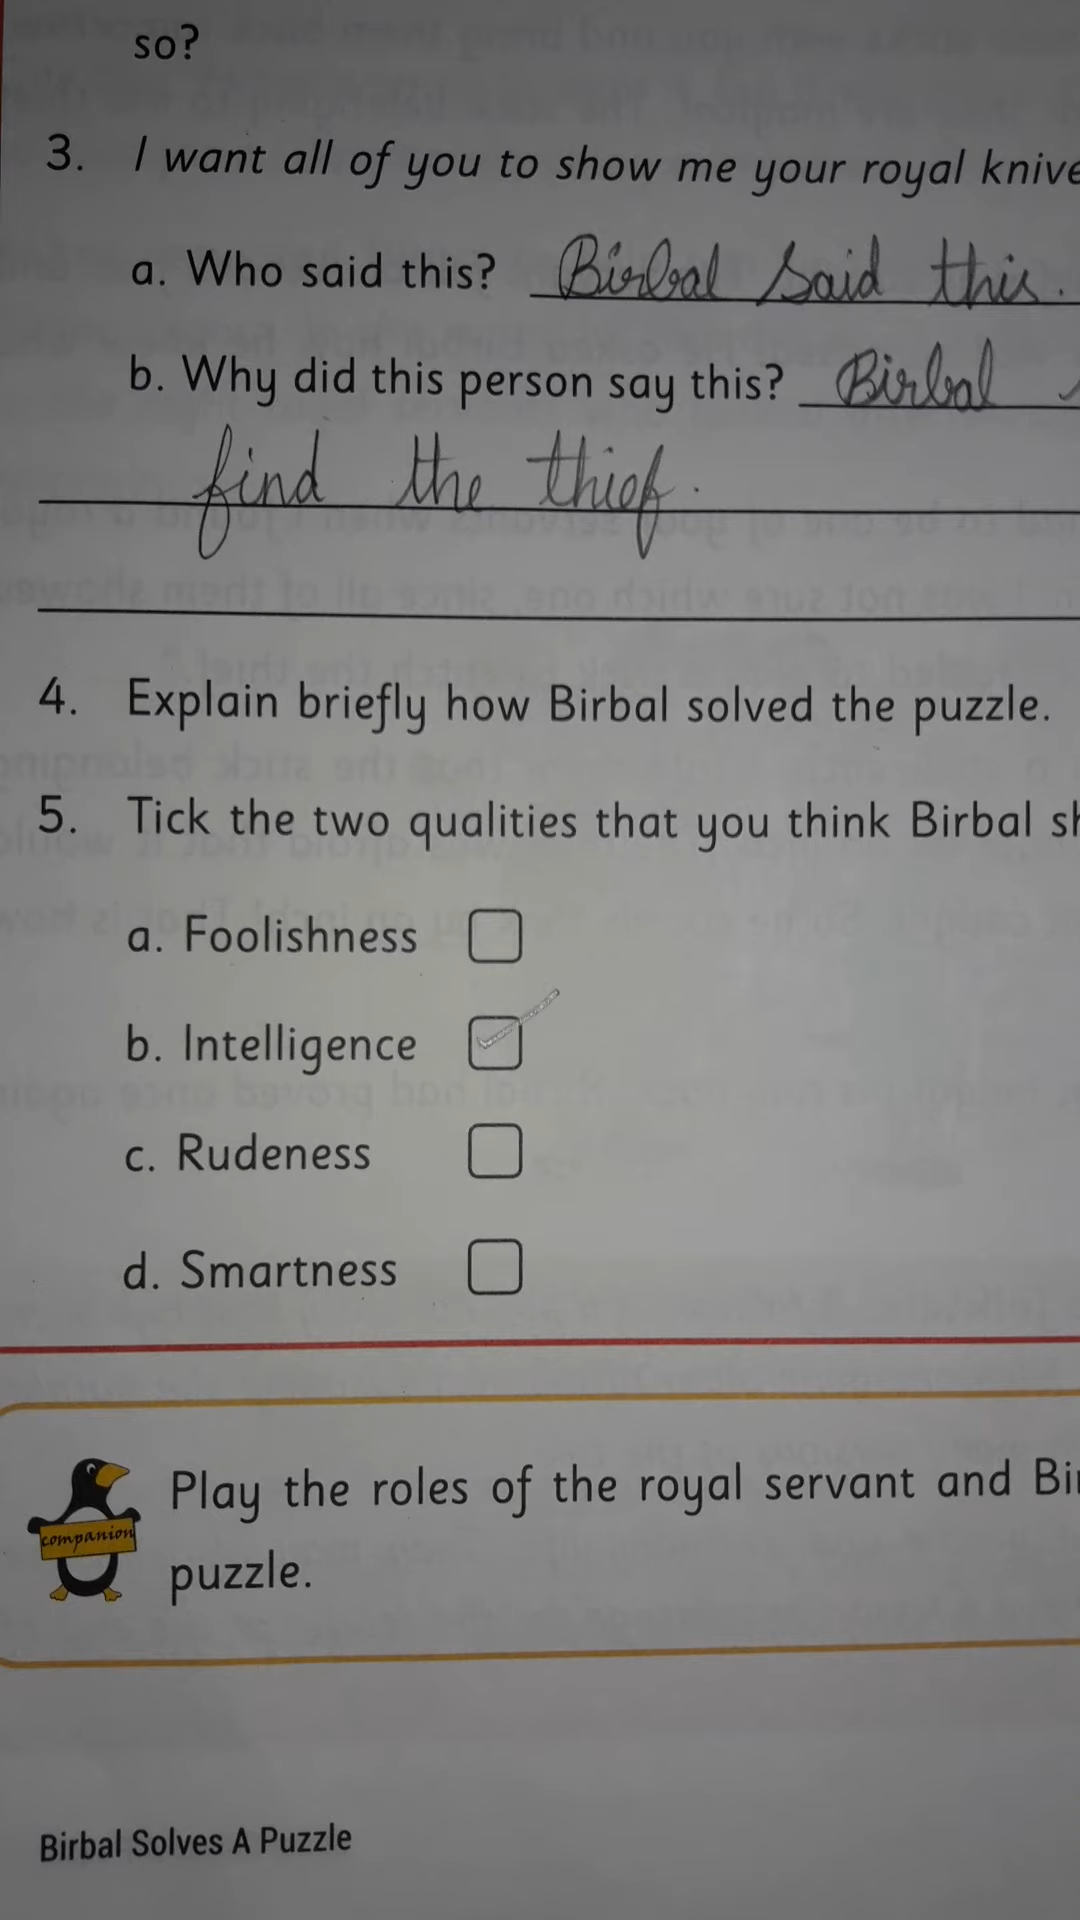 so?
3. I want all of you to show me your royal knive
a. Who said this? Birbal said this.
b. Why did this person say this? Birbal
find the thief.
4. Explain briefly how Birbal solved the puzzle.
5. Tick the two qualities that you think Birbal sh
a. Foolishness
b. Intelligence
c. Rudeness
d. Smartness
companion
Play the roles of the royal servant and Bir
puzzle.
Birbal Solves A Puzzle